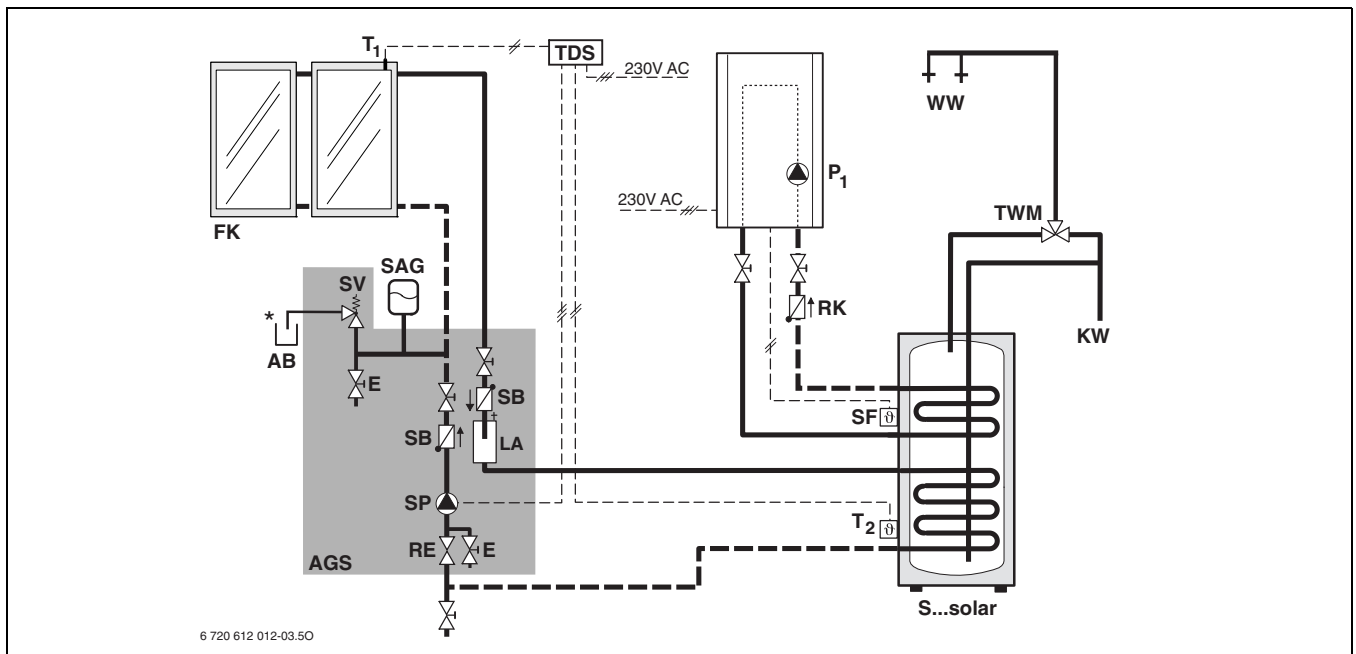 T1
TDS
230V AC
WW
P1
230V AC
TWM
FK
SAG
SV
*
RK
AB
KW
E
SB
SF
ϑ
SB
LA
SP
T2
ϑ
RE
E
AGS
S...solar
6 720 612 012-03.5O